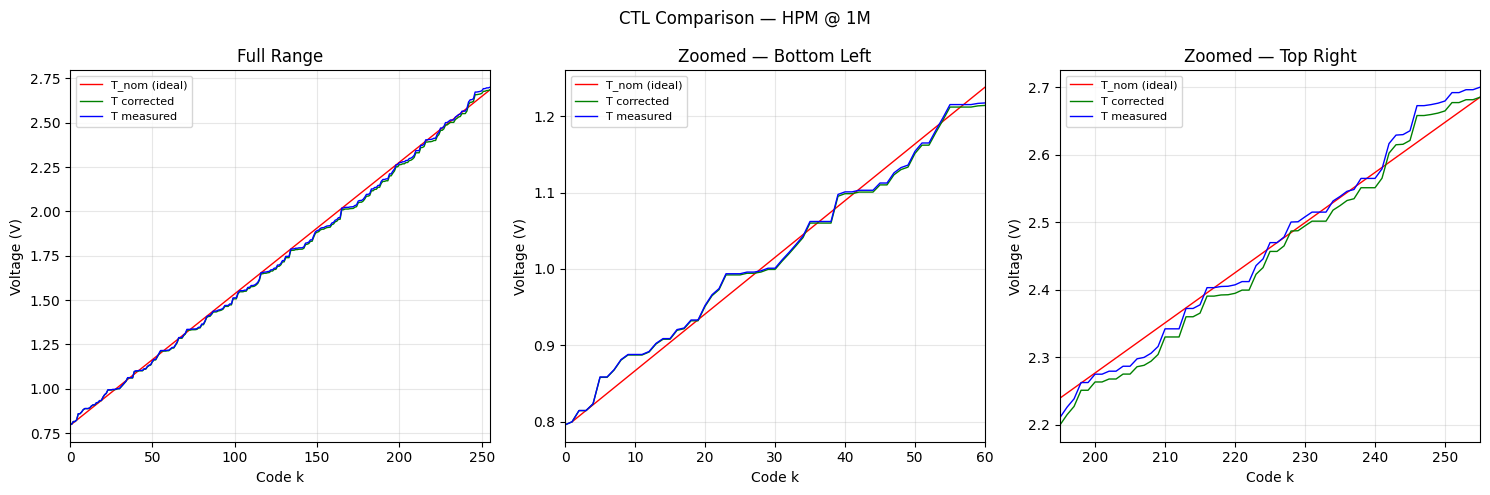 CTL Comparison — HPM @ 1M
Full Range
T_nom (ideal)
T corrected
T measured
Voltage (V)
2.75
2.50
2.25
2.00
1.75
1.50
1.25
1.00
0.75
0 50 100 150 200 250
Code k
Zoomed — Bottom Left
T_nom (ideal)
T corrected
T measured
Voltage (V)
1.2
1.1
1.0
0.9
0.8
0 10 20 30 40 50 60
Code k
Zoomed — Top Right
T_nom (ideal)
T corrected
T measured
Voltage (V)
2.7
2.6
2.5
2.4
2.3
2.2
200 210 220 230 240 250
Code k